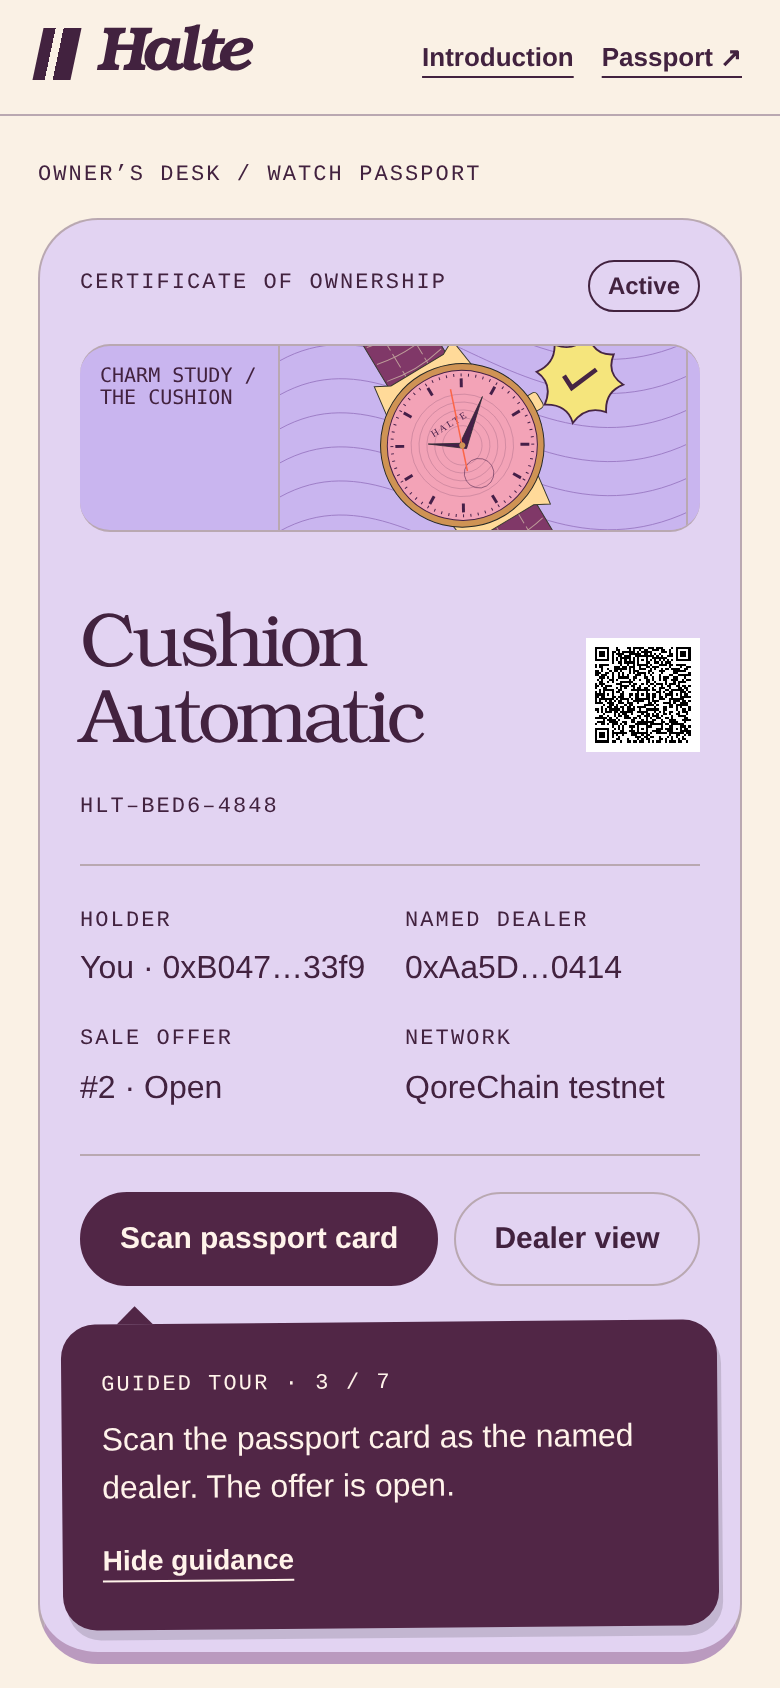 Halte
Introduction Passport ↗
OWNER’S DESK / WATCH PASSPORT
CERTIFICATE OF OWNERSHIP
Active
CHARM STUDY /
THE CUSHION
HALTE
Cushion
Automatic
HLT–BED6–4848
HOLDER
You · 0xB047…33f9
NAMED DEALER
0xAa5D…0414
SALE OFFER
#2 · Open
NETWORK
QoreChain testnet
Scan passport card
Dealer view
GUIDED TOUR · 3 / 7
Scan the passport card as the named
dealer. The offer is open.
Hide guidance